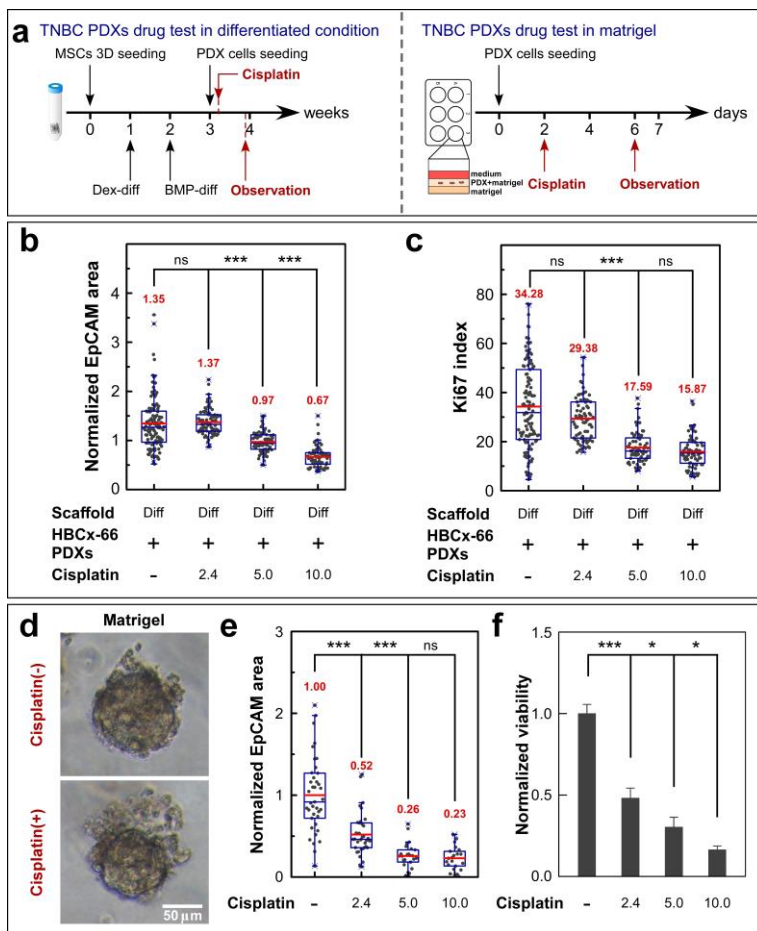 a
TNBC PDXs drug test in differentiated condition
MSCs 3D seeding
PDX cells seeding
Cisplatin
weeks
0 1 2 3 4
Dex-diff BMP-diff Observation
TNBC PDXs drug test in matrigel
PDX cells seeding
days
0 2 4 6 7
Cisplatin Observation
medium
PDX+matrigel
matrigel
b
Normalized EpCAM area
4
3
2
1
0
ns *** ***
1.35
1.37
0.97
0.67
Scaffold Diff Diff Diff Diff
HBCx-66
PDXs + + + +
Cisplatin - 2.4 5.0 10.0
c
Ki67 index
80
60
40
20
0
ns *** ns
34.28
29.38
17.59
15.87
Scaffold Diff Diff Diff Diff
HBCx-66
PDXs + + + +
Cisplatin - 2.4 5.0 10.0
d
Matrigel
Cisplatin(-)
Cisplatin(+)
50 μm
e
Normalized EpCAM area
3
2
1
0
*** *** ns
1.00
0.52
0.26
0.23
Cisplatin - 2.4 5.0 10.0
f
Normalized viability
1.5
1.0
0.5
0.0
*** * *
- 2.4 5.0 10.0